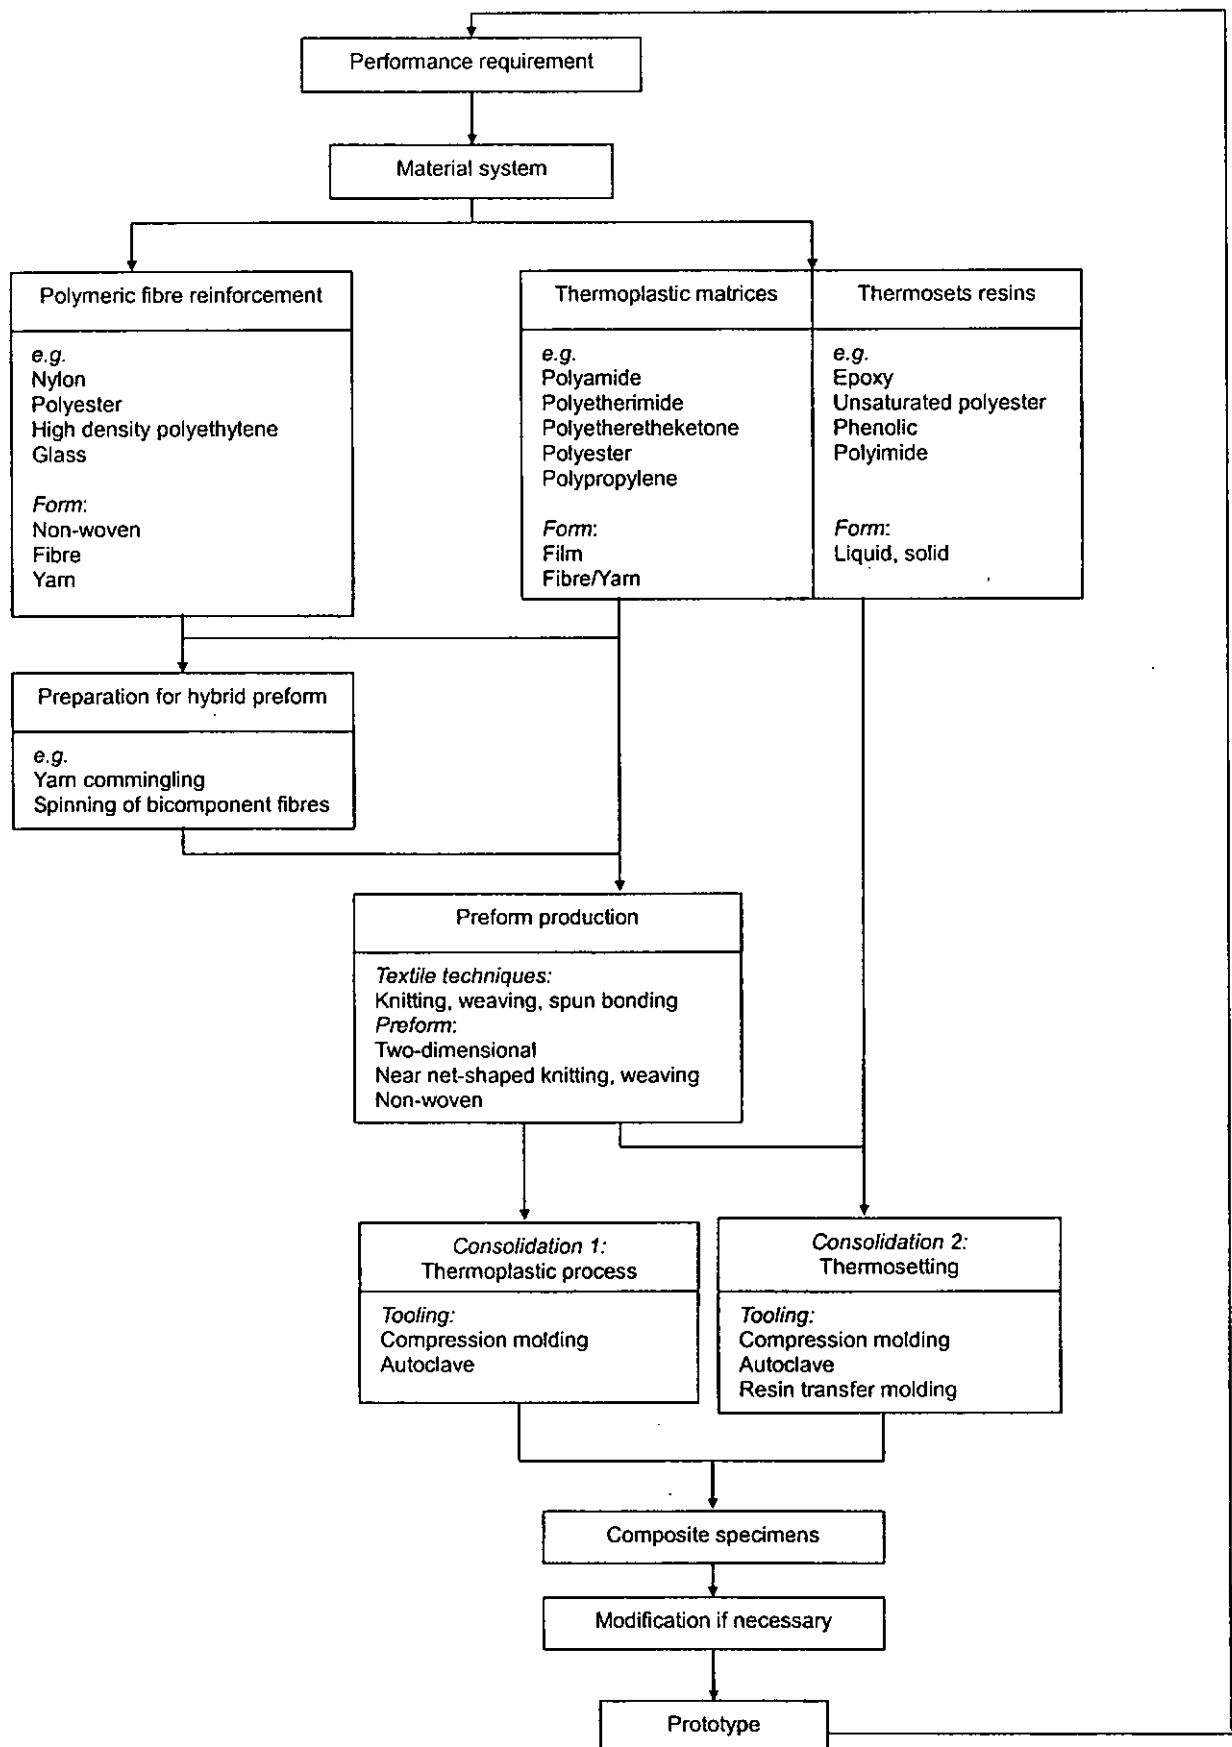 Performance requirement
Material system
Polymeric fibre reinforcement
e.g.
Nylon
Polyester
High density polyethylene
Glass
Form:
Non-woven
Fibre
Yarn
Thermoplastic matrices
e.g.
Polyamide
Polyetherimide
Polyetheretheketone
Polyester
Polypropylene
Form:
Film
Fibre/Yarn
Thermosets resins
e.g.
Epoxy
Unsaturated polyester
Phenolic
Polyimide
Form:
Liquid, solid
Preparation for hybrid preform
e.g.
Yarn commingling
Spinning of bicomponent fibres
Preform production
Textile techniques:
Knitting, weaving, spun bonding
Preform:
Two-dimensional
Near net-shaped knitting, weaving
Non-woven
Consolidation 1:
Thermoplastic process
Tooling:
Compression molding
Autoclave
Consolidation 2:
Thermosetting
Tooling:
Compression molding
Autoclave
Resin transfer molding
Composite specimens
Modification if necessary
Prototype